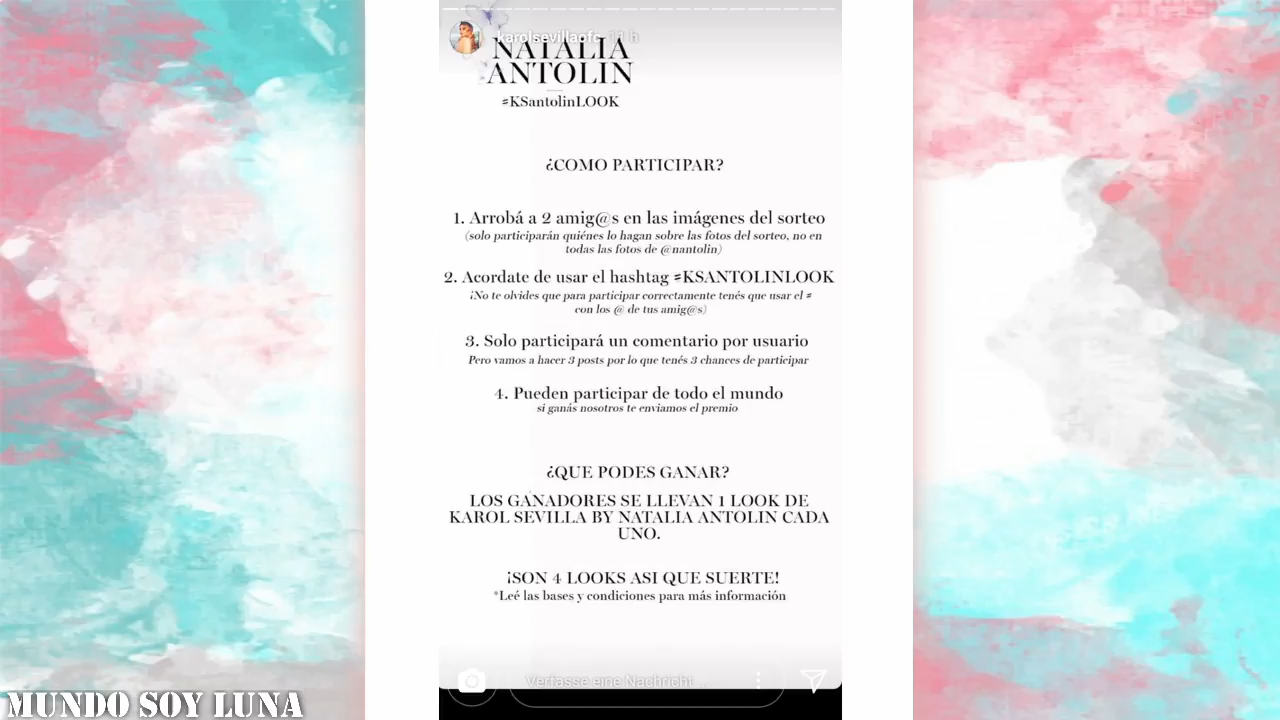 karolsevillaofc 11 h
NATALIA
ANTOLIN
#KSantolinLOOK
¿COMO PARTICIPAR?
1. Arrobá a 2 amig@s en las imágenes del sorteo
(solo participarán quiénes lo hagan sobre las fotos del sorteo, no en
todas las fotos de @nantolin)
2. Acordate de usar el hashtag #KSANTOLINLOOK
¡No te olvides que para participar correctamente tenés que usar el #
con los @ de tus amig@s)
3. Solo participará un comentario por usuario
Pero vamos a hacer 3 posts por lo que tenés 3 chances de participar
4. Pueden participar de todo el mundo
si ganás nosotros te enviamos el premio
¿QUE PODES GANAR?
LOS GANADORES SE LLEVAN 1 LOOK DE
KAROL SEVILLA BY NATALIA ANTOLIN CADA
UNO.
¡SON 4 LOOKS ASI QUE SUERTE!
*Leé las bases y condiciones para más información
Verfasse eine Nachricht ...
MUNDO SOY LUNA